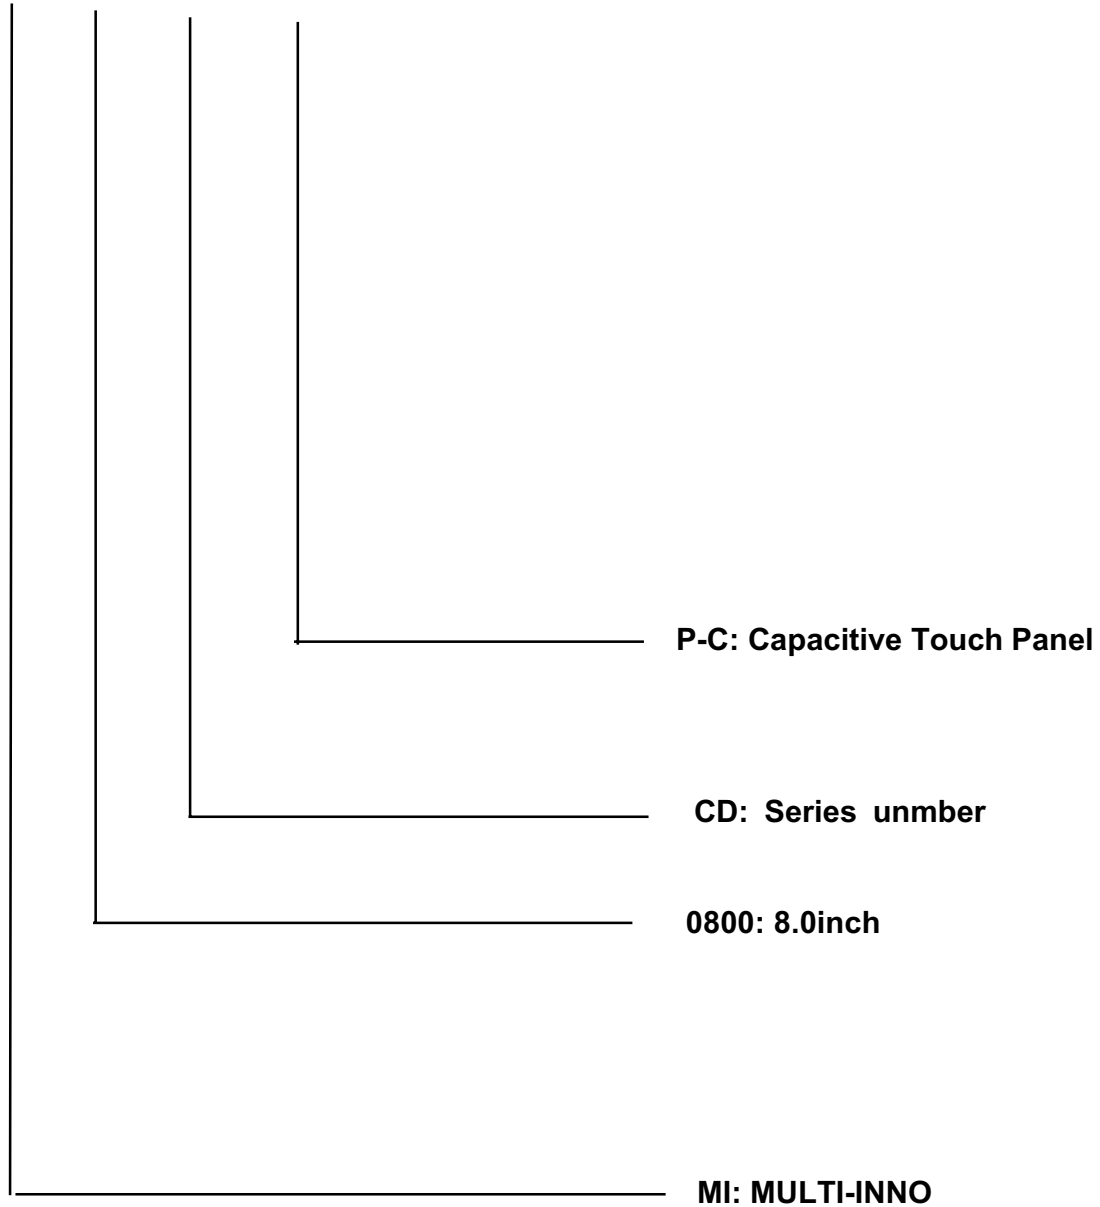 P-C: Capacitive Touch Panel
CD: Series unmber
0800: 8.0inch
MI: MULTI-INNO